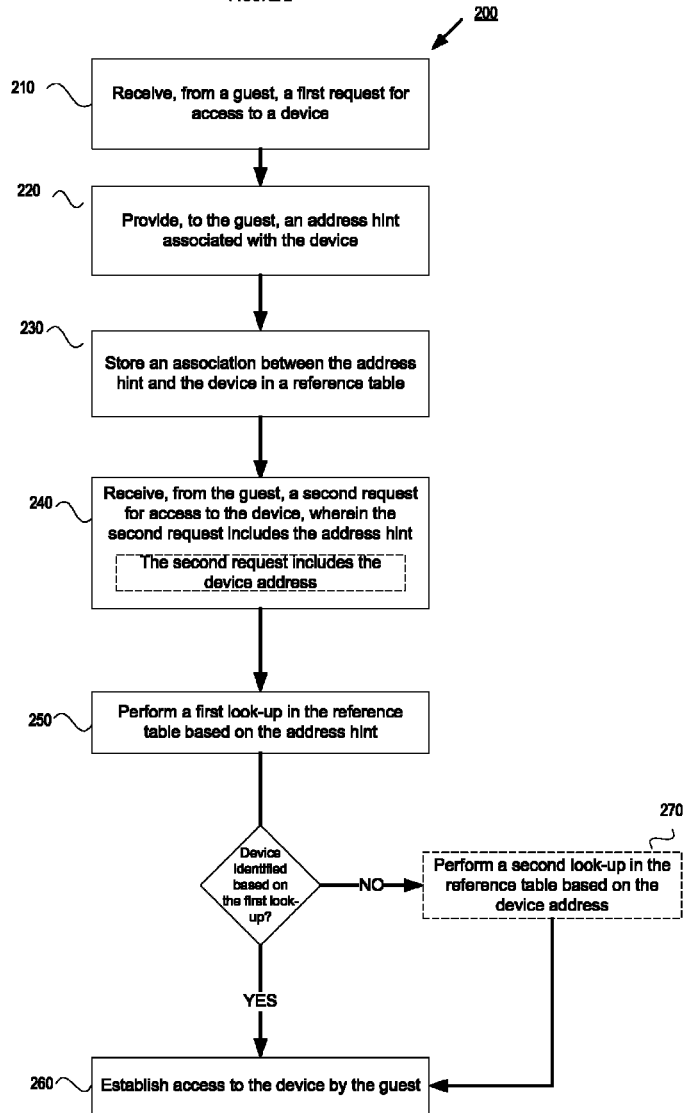 200
210
Receive, from a guest, a first request for
access to a device
220
Provide, to the guest, an address hint
associated with the device
230
Store an association between the address
hint and the device in a reference table
240
Receive, from the guest, a second request
for access to the device, wherein the
second request includes the address hint
The second request includes the
device address
250
Perform a first look-up in the reference
table based on the address hint
Device
identified
based on
the first look-
up?
NO
270
Perform a second look-up in the
reference table based on the
device address
YES
260
Establish access to the device by the guest